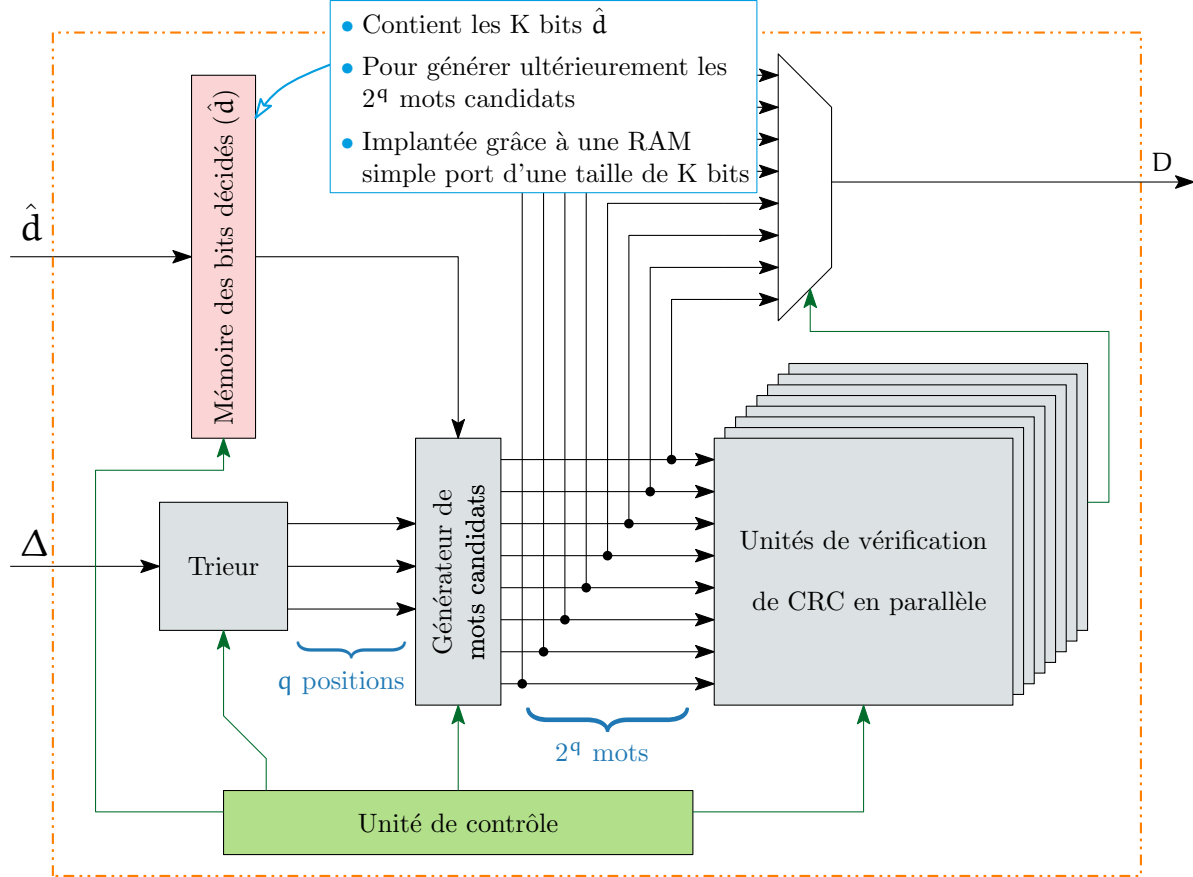 • Contient les K bits d̂
• Pour générer ultérieurement les
2^q mots candidats
• Implantée grâce à une RAM
simple port d'une taille de K bits
D
d̂
Mémoire des bits décidés (d̂)
Δ
Trieur
Générateur de
mots candidats
Unités de vérification
de CRC en parallèle
q positions
2^q mots
Unité de contrôle